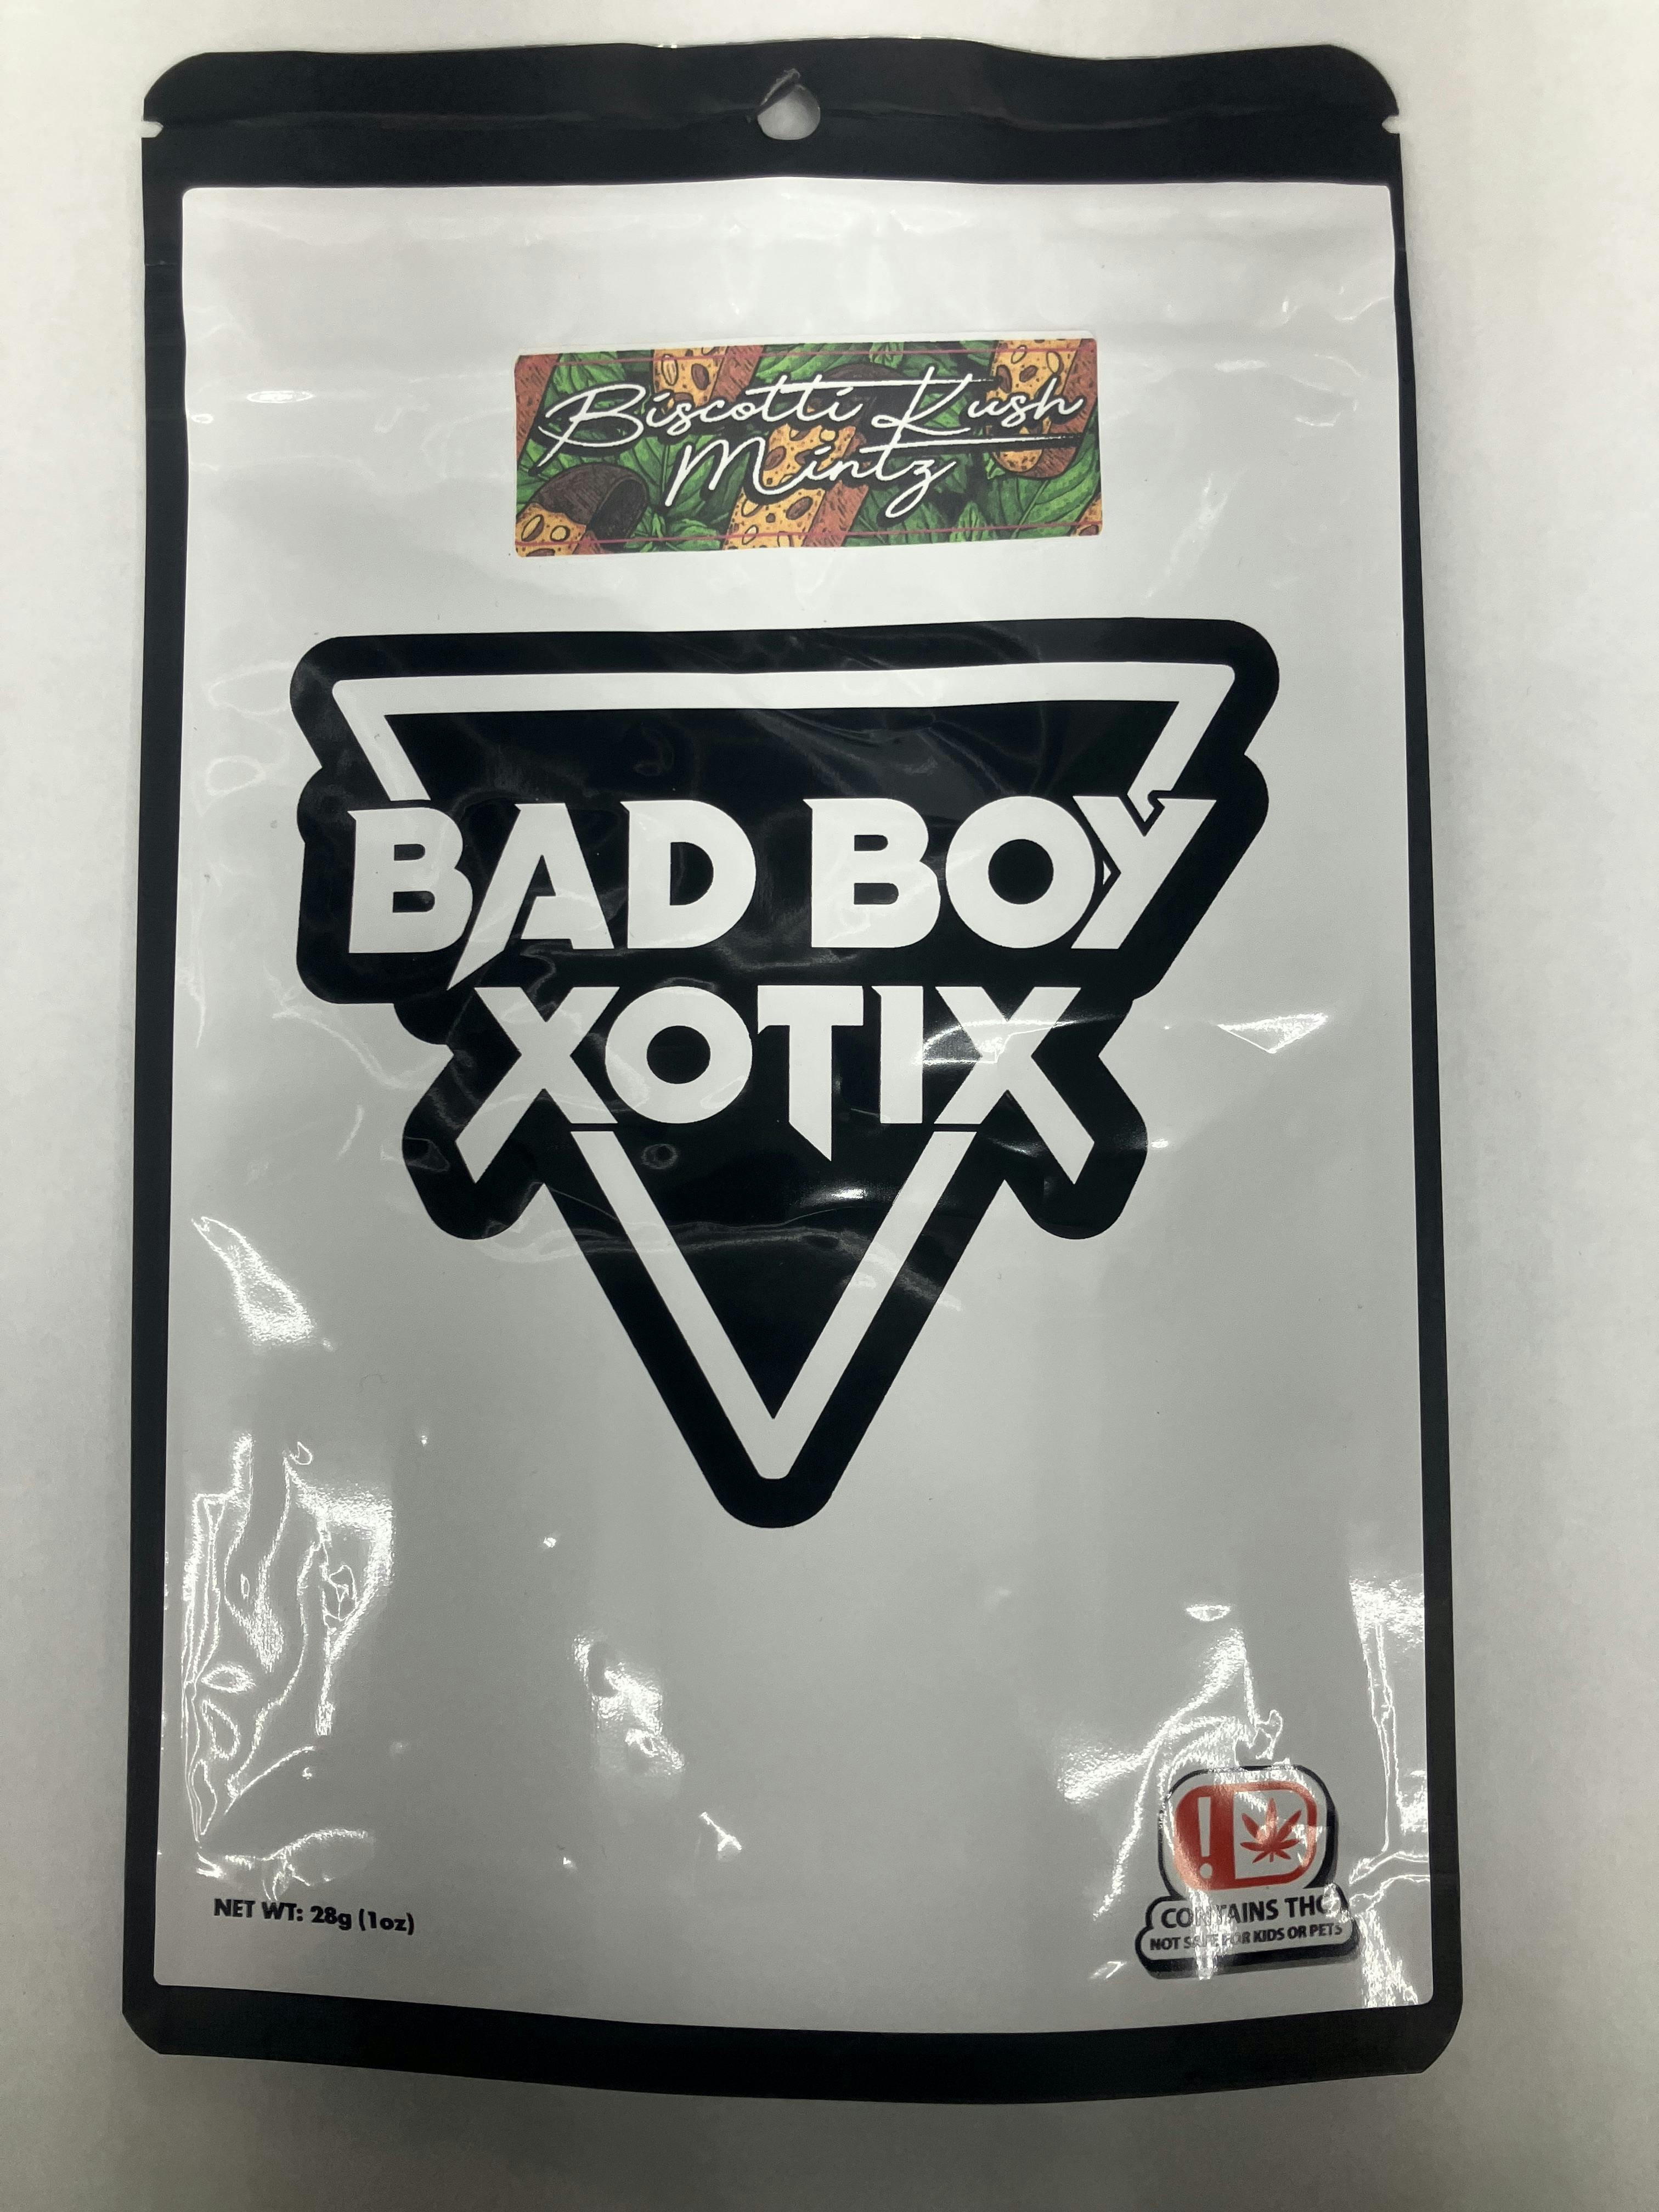 Biscotti Kush
Mintz
BAD BOY
XOTIX
NET WT: 28g (1oz)
!
CONTAINS THC
NOT SAFE FOR KIDS OR PETS